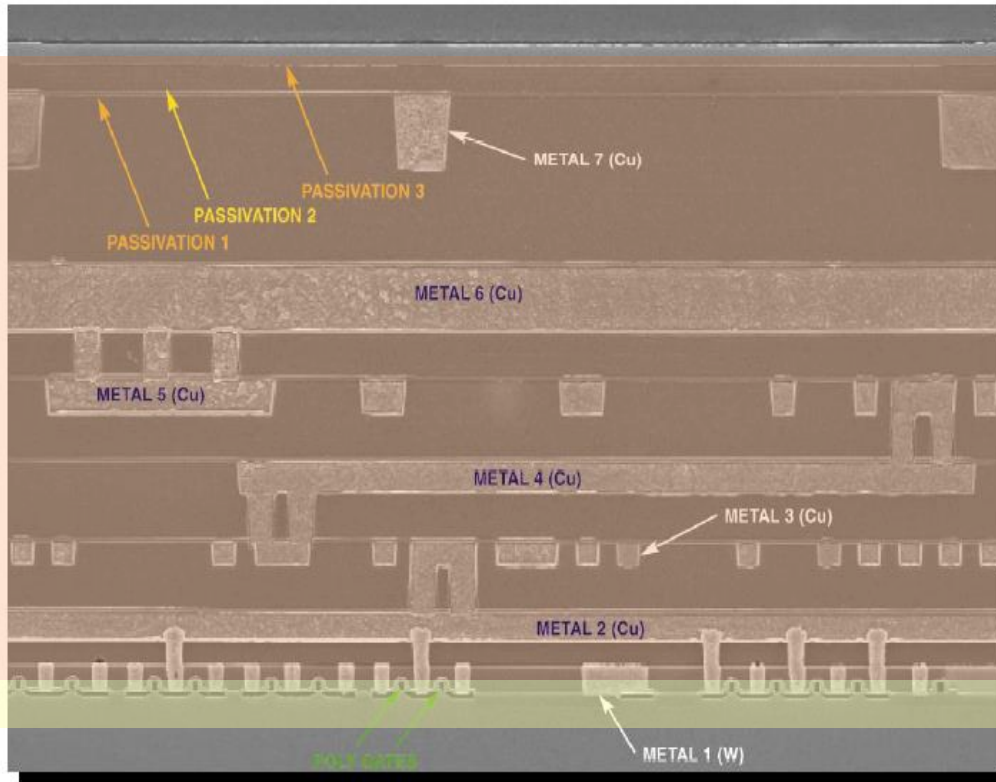 METAL 7 (Cu)
PASSIVATION 3
PASSIVATION 2
PASSIVATION 1
METAL 6 (Cu)
METAL 5 (Cu)
METAL 4 (Cu)
METAL 3 (Cu)
METAL 2 (Cu)
POLY GATES
METAL 1 (W)